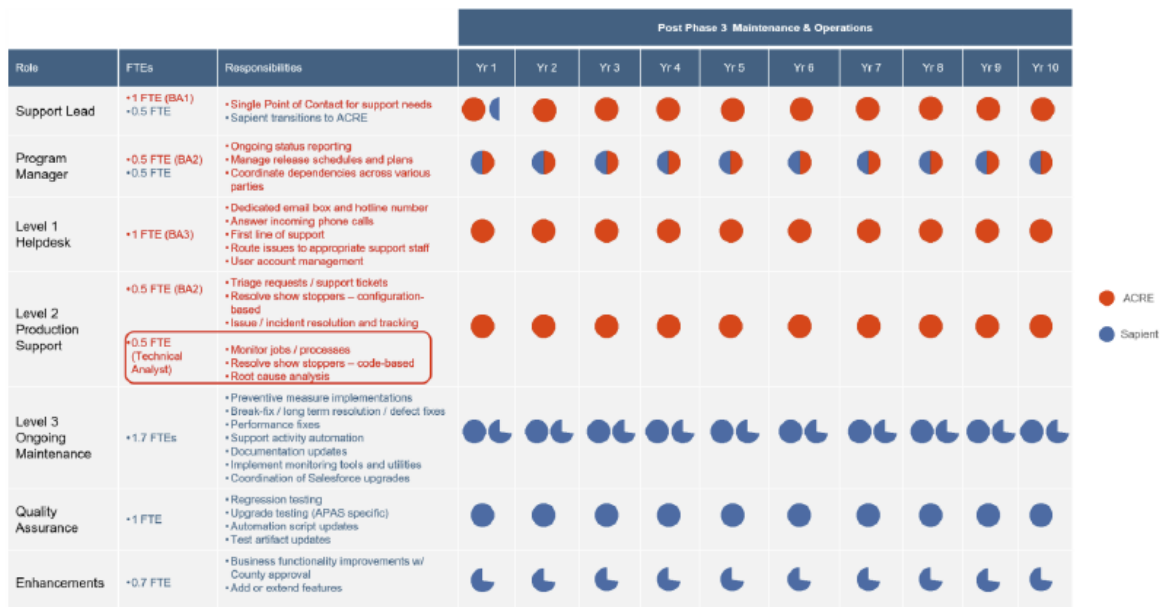 Post Phase 3 Maintenance & Operations
Role FTEs Responsibilities Yr 1 Yr 2 Yr 3 Yr 4 Yr 5 Yr 6 Yr 7 Yr 8 Yr 9 Yr 10
Support Lead
•1 FTE (BA1)
•0.5 FTE
•Single Point of Contact for support needs
•Sapient transitions to ACRE
Program
Manager
•0.5 FTE (BA2)
•0.5 FTE
•Ongoing status reporting
•Manage release schedules and plans
•Coordinate dependencies across various
parties
Level 1
Helpdesk
•1 FTE (BA3)
•Dedicated email box and hotline number
•Answer incoming phone calls
•First line of support
•Route issues to appropriate support staff
•User account management
Level 2
Production
Support
•0.5 FTE (BA2)
•Triage requests / support tickets
•Resolve show stoppers – configuration-
based
•Issue / incident resolution and tracking
•0.5 FTE
(Technical
Analyst)
•Monitor jobs / processes
•Resolve show stoppers – code-based
•Root cause analysis
Level 3
Ongoing
Maintenance
•1.7 FTEs
•Preventive measure implementations
•Break-fix / long term resolution / defect fixes
•Performance fixes
•Support activity automation
•Documentation updates
•Implement monitoring tools and utilities
•Coordination of Salesforce upgrades
Quality
Assurance
•1 FTE
•Regression testing
•Upgrade testing (APAS specific)
•Automation script updates
•Test artifact updates
Enhancements
•0.7 FTE
•Business functionality improvements w/
County approval
•Add or extend features
ACRE
Sapient